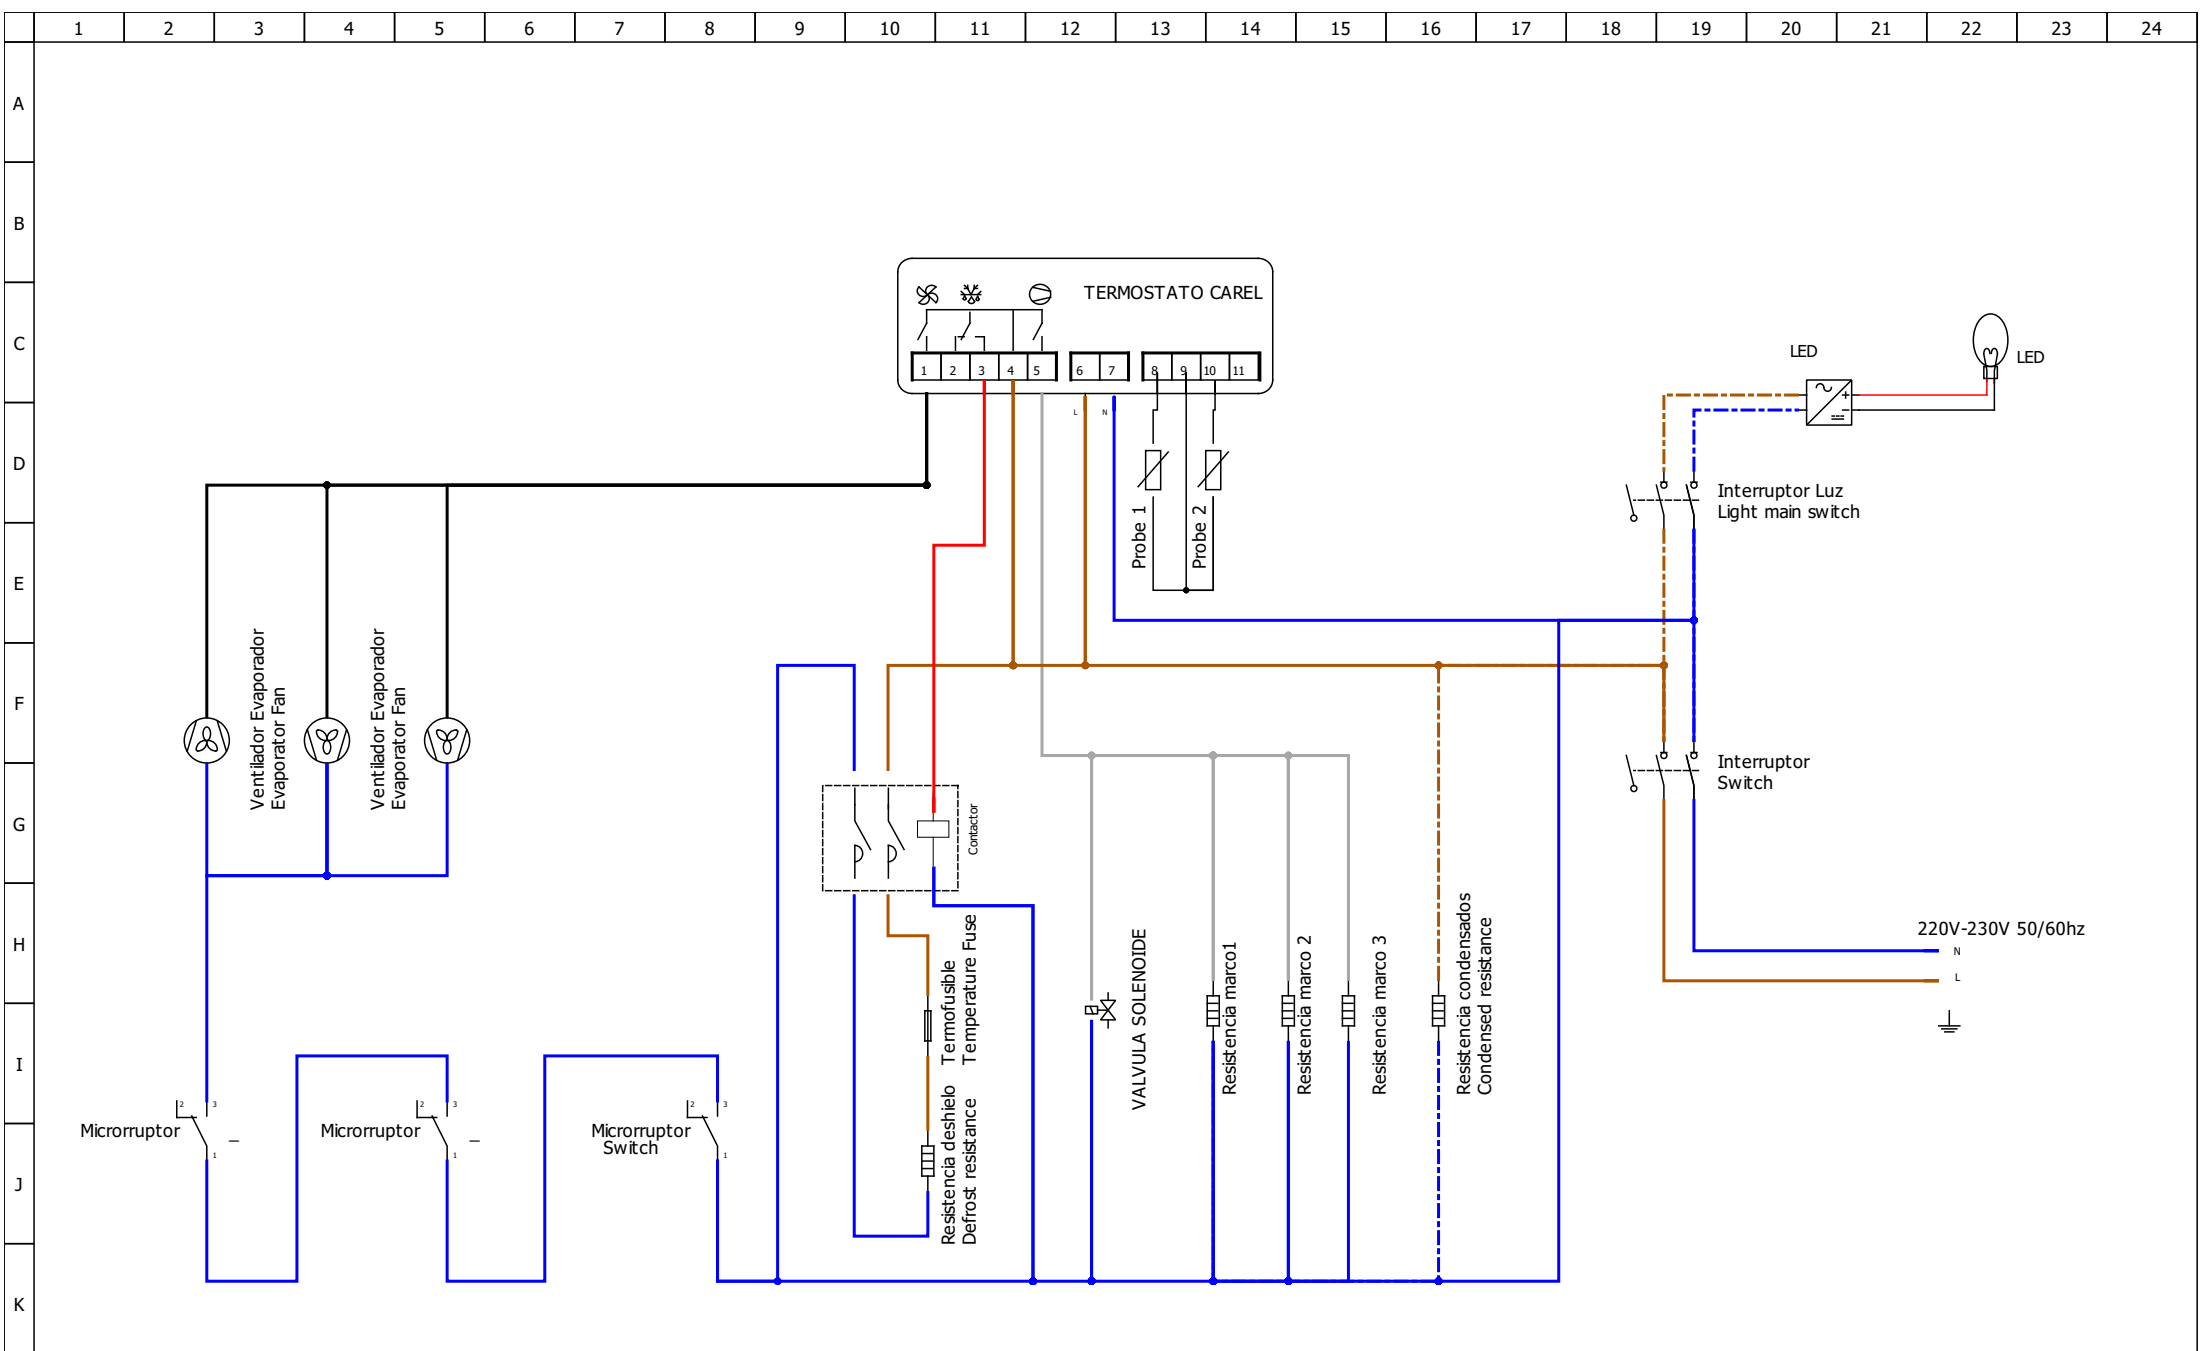 1 2 3 4 5 6 7 8 9 10 11 12 13 14 15 16 17 18 19 20 21 22 23 24
A
B
C
D
E
F
G
H
I
J
K
TERMOSTATO CAREL
1 2 3 4 5 6 7 8 9 10 11
L N
LED
LED
Interruptor Luz
Light main switch
Probe 1
Probe 2
Ventilador Evaporador
Evaporator Fan
Ventilador Evaporador
Evaporator Fan
Interruptor
Switch
Contactor
220V-230V 50/60hz
N
L
Termofusible
Temperature Fuse
VALVULA SOLENOIDE
Resistencia marco1
Resistencia marco 2
Resistencia marco 3
Resistencia condensados
Condensed resistance
Resistencia deshielo
Defrost resistance
2 3
Microrruptor _
1
2 3
Microrruptor _
1
2 3
Microrruptor
Switch
1